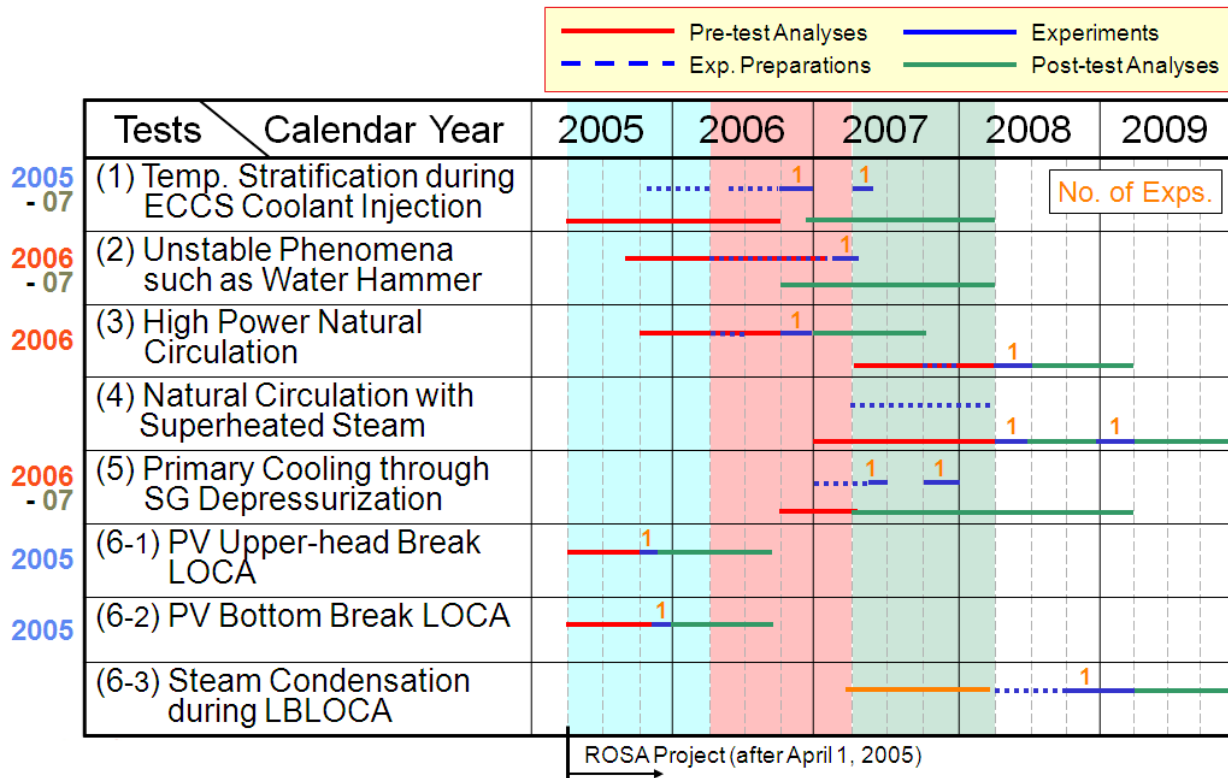 Pre-test Analyses
Experiments
Exp. Preparations
Post-test Analyses
Tests
Calendar Year
2005
2006
2007
2008
2009
2005
- 07
(1) Temp. Stratification during
ECCS Coolant Injection
1
1
No. of Exps.
2006
- 07
(2) Unstable Phenomena
such as Water Hammer
1
2006
(3) High Power Natural
Circulation
1
1
(4) Natural Circulation with
Superheated Steam
1
1
2006
- 07
(5) Primary Cooling through
SG Depressurization
1
1
2005
(6-1) PV Upper-head Break
LOCA
1
2005
(6-2) PV Bottom Break LOCA
1
(6-3) Steam Condensation
during LBLOCA
1
ROSA Project (after April 1, 2005)